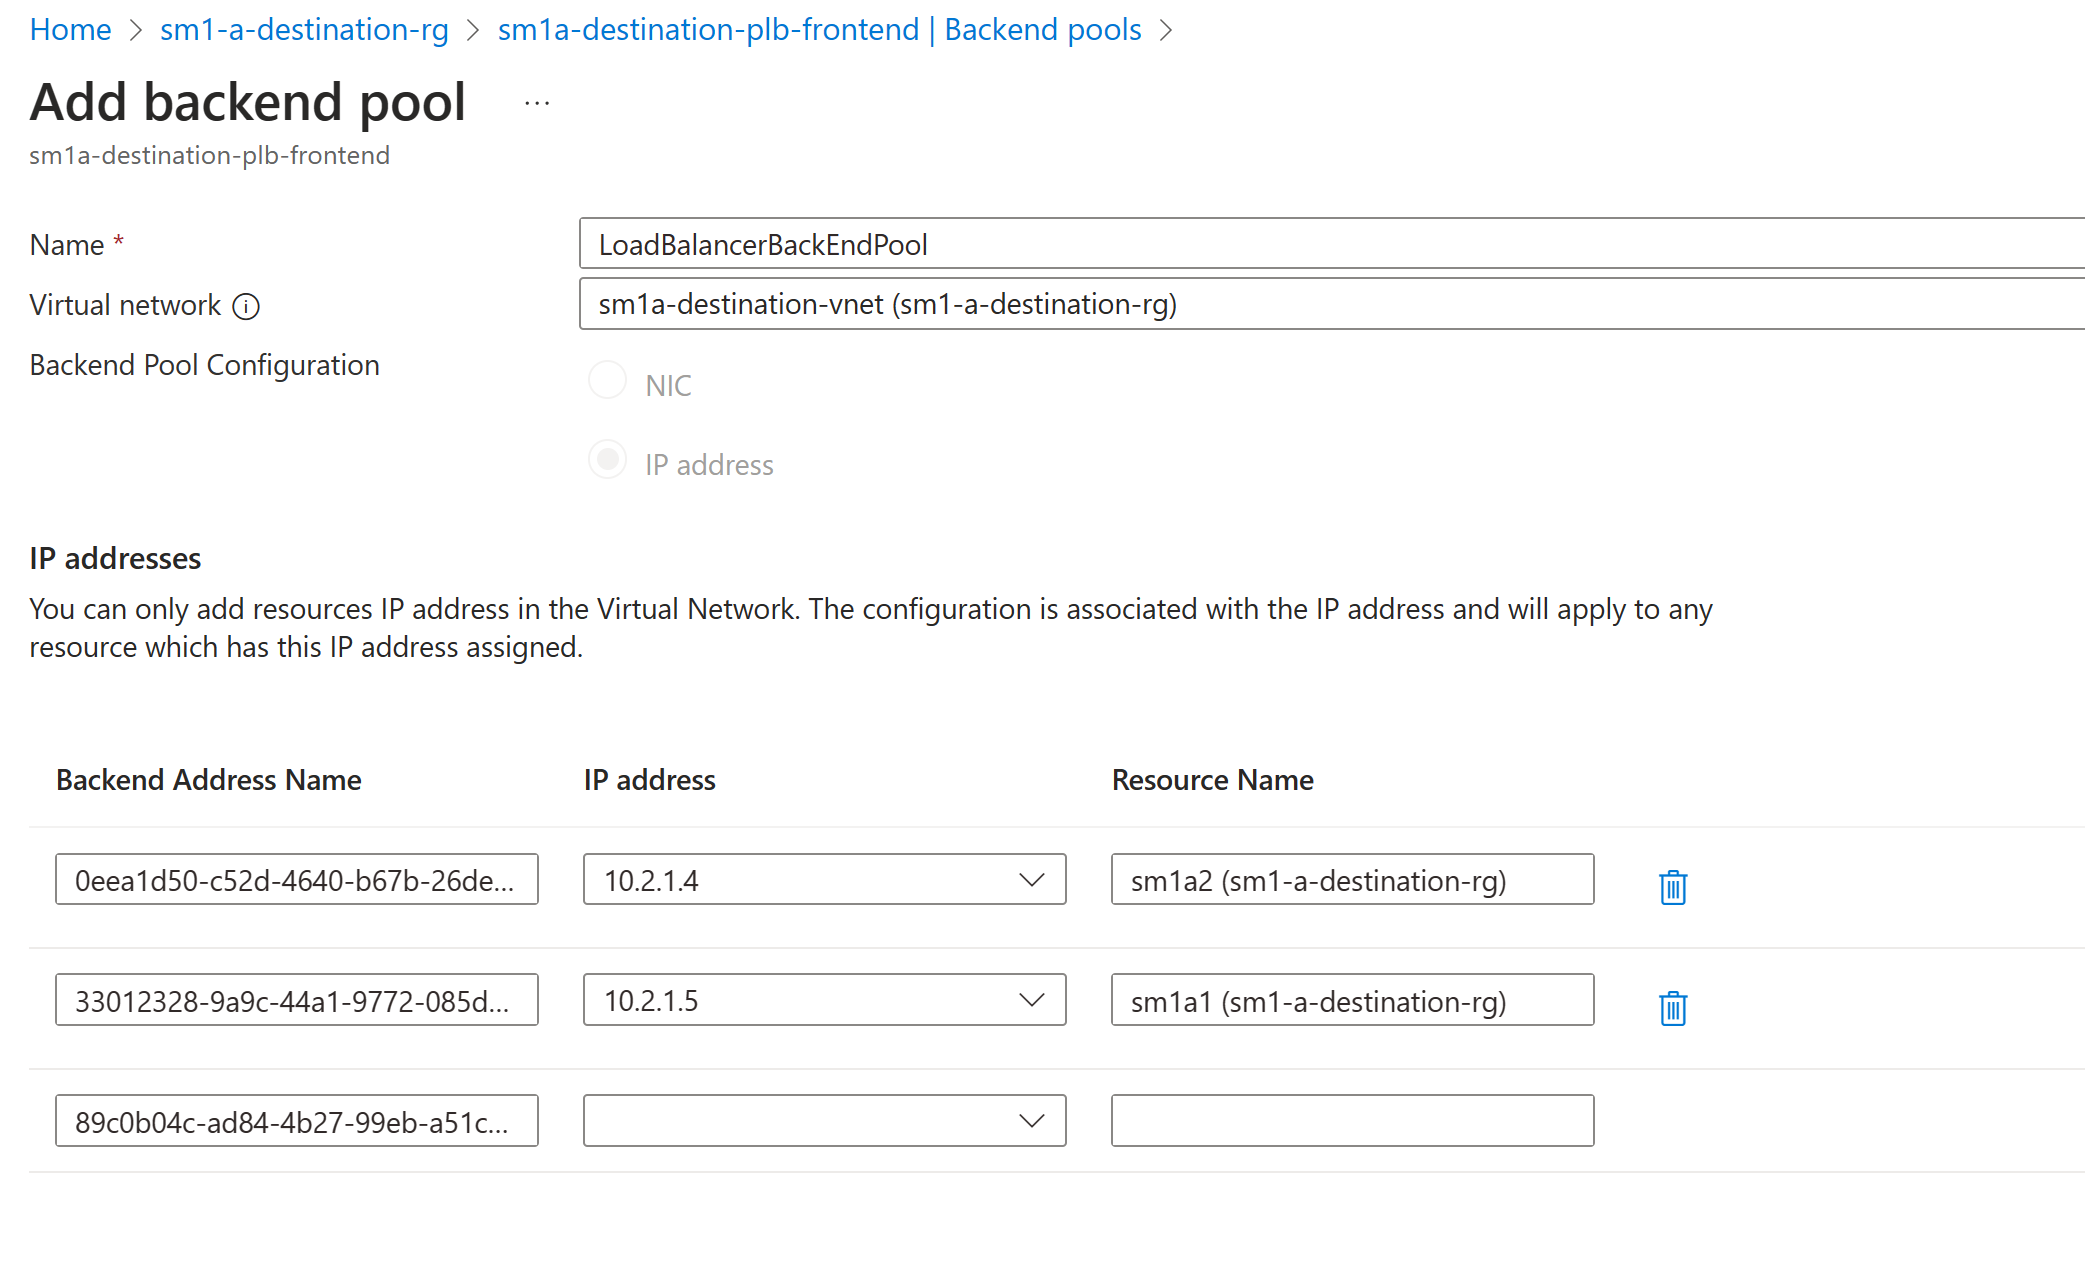 Home > sm1-a-destination-rg > sm1a-destination-plb-frontend | Backend pools >
Add backend pool ...
sm1a-destination-plb-frontend
Name * LoadBalancerBackEndPool
Virtual network sm1a-destination-vnet (sm1-a-destination-rg)
Backend Pool Configuration
NIC
IP address
IP addresses
You can only add resources IP address in the Virtual Network. The configuration is associated with the IP address and will apply to any
resource which has this IP address assigned.
Backend Address Name IP address Resource Name
0eea1d50-c52d-4640-b67b-26de... 10.2.1.4 sm1a2 (sm1-a-destination-rg)
33012328-9a9c-44a1-9772-085d... 10.2.1.5 sm1a1 (sm1-a-destination-rg)
89c0b04c-ad84-4b27-99eb-a51c...